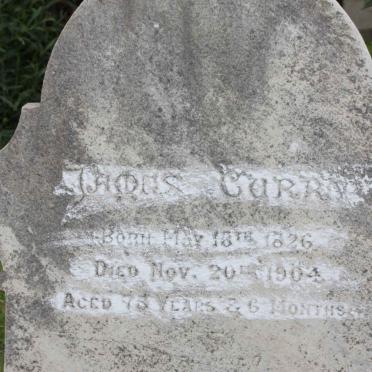 James Curry
Born May 18th 1826
Died Nov. 20th 1904
Aged 78 Years & 6 Months